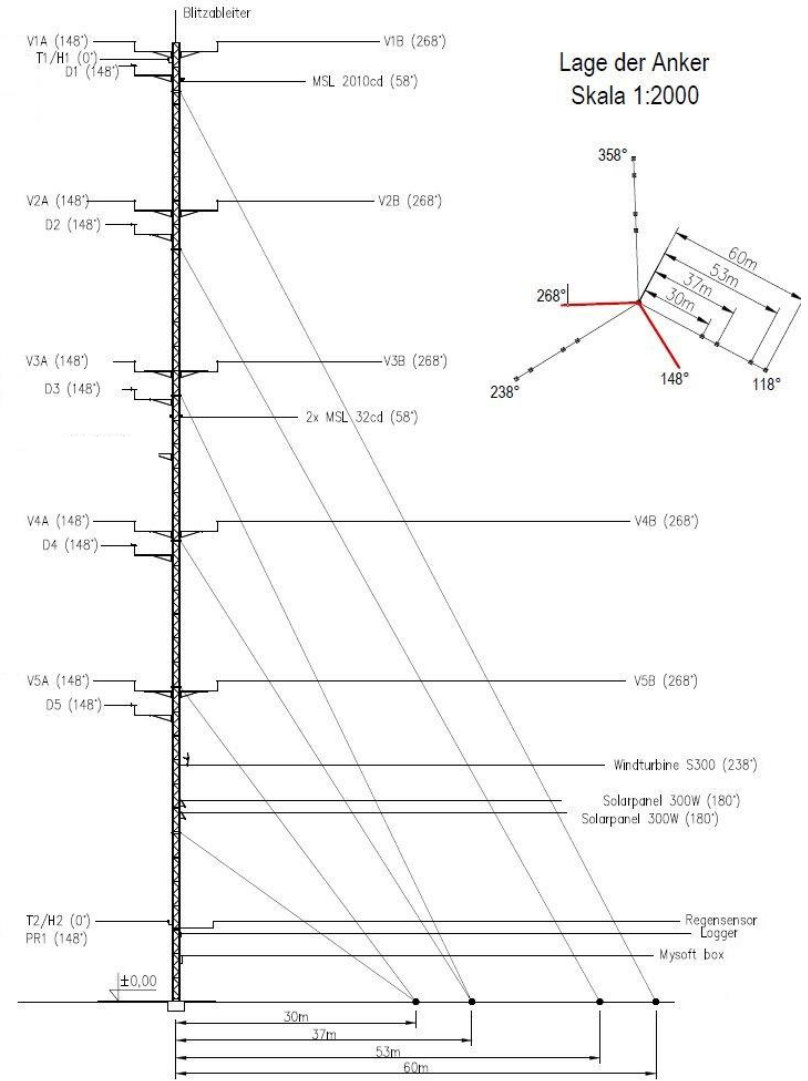 Blitzableiter
V1A (148°)
V1B (268°)
T1/H1 (0°)
D1 (148°)
MSL 2010cd (58°)
Lage der Anker
Skala 1:2000
358°
60m
53m
37m
30m
268°
238°
148°
118°
V2A (148°)
V2B (268°)
D2 (148°)
V3A (148°)
V3B (268°)
D3 (148°)
2x MSL 32cd (58°)
V4A (148°)
V4B (268°)
D4 (148°)
V5A (148°)
V5B (268°)
D5 (148°)
Windturbine S300 (238°)
Solarpanel 300W (180°)
Solarpanel 300W (180°)
T2/H2 (0°)
Regensensor
PR1 (148°)
Logger
Mysoft box
±0,00
30m
37m
53m
60m